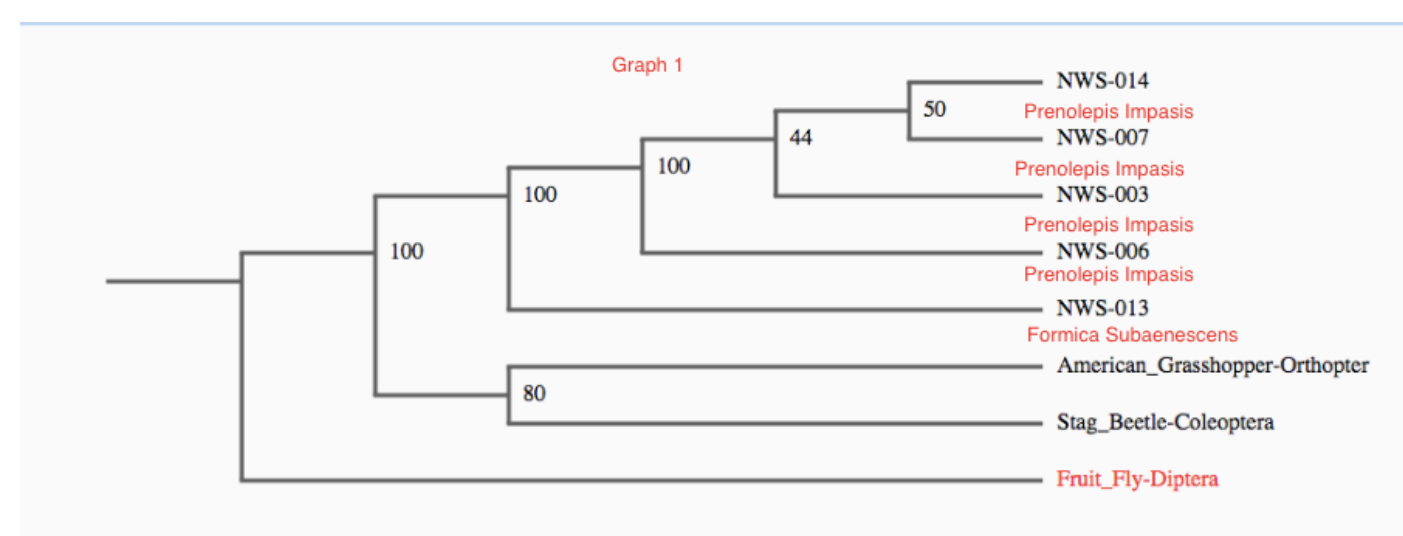 Graph 1
NWS-014
50
Prenolepis Impasis
NWS-007
44
100
Prenolepis Impasis
NWS-003
100
Prenolepis Impasis
NWS-006
100
Prenolepis Impasis
NWS-013
Formica Subaenescens
American_Grasshopper-Orthopter
80
Stag_Beetle-Coleoptera
Fruit_Fly-Diptera